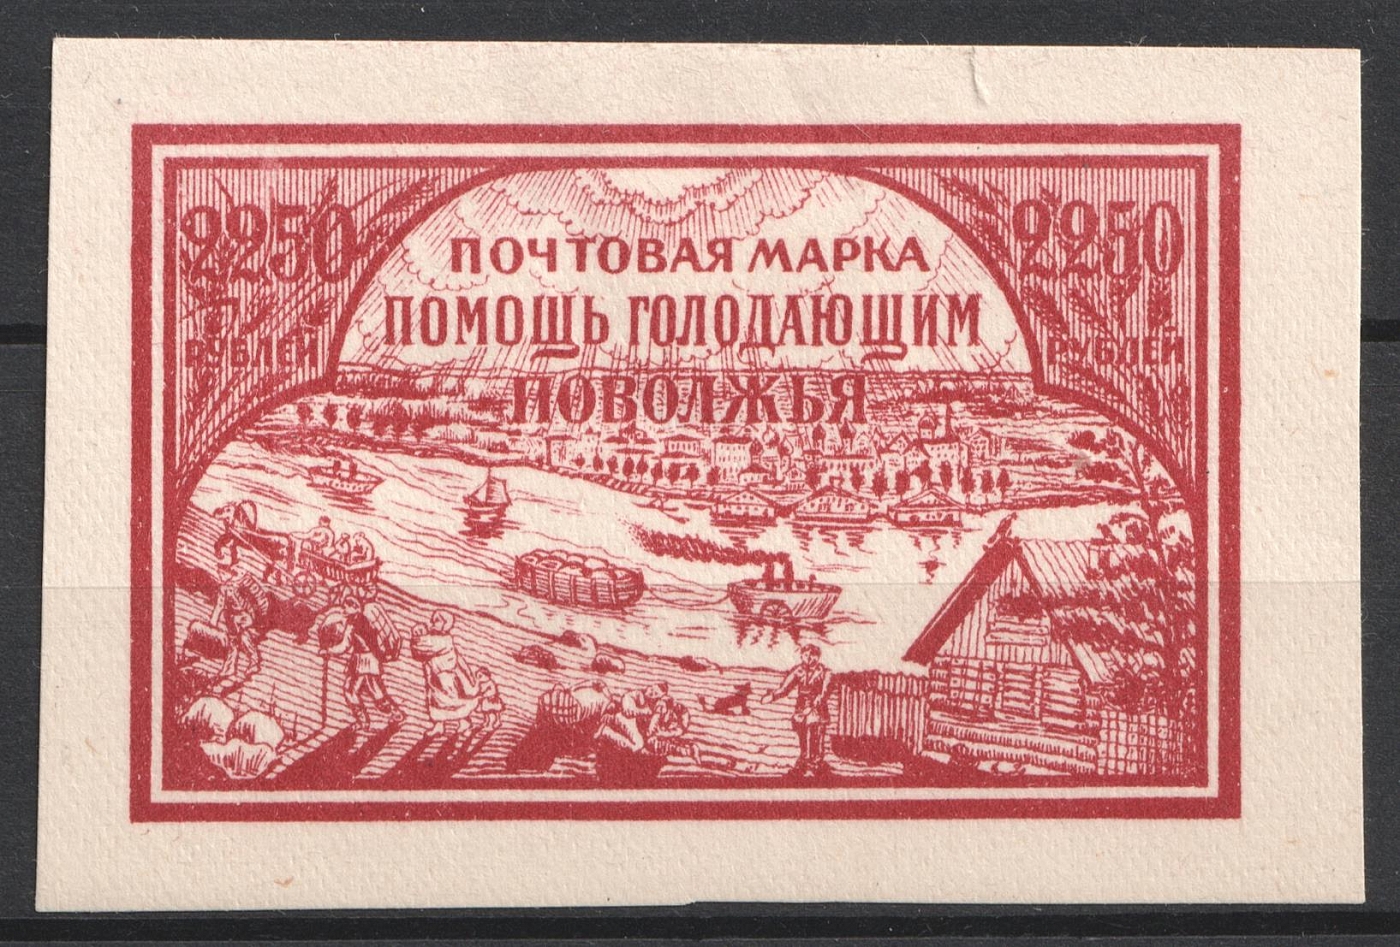 2250 РУБЛЕЙ
ПОЧТОВАЯ МАРКА
ПОМОЩЬ ГОЛОДАЮЩИМ
ПОВОЛЖЬЯ
2250 РУБЛЕЙ